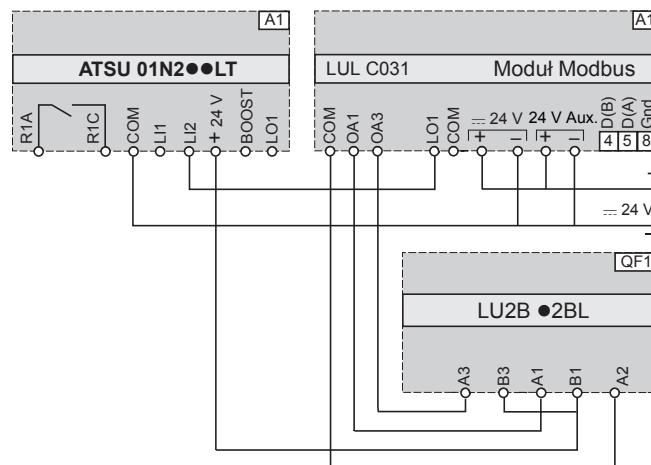 A1
ATSU 01N2●●LT
R1A
R1C
COM
LI1
LI2
+ 24 V
BOOST
LO1
A1
LUL C031 Moduł Modbus
COM
OA1
OA3
LO1
COM
⎓ 24 V
+ −
24 V Aux.
+ −
D(B)
D(A)
Gnd
4 5 8
⎓ 24 V
−
QF1
LU2B ●2BL
A3
B3
A1
B1
A2